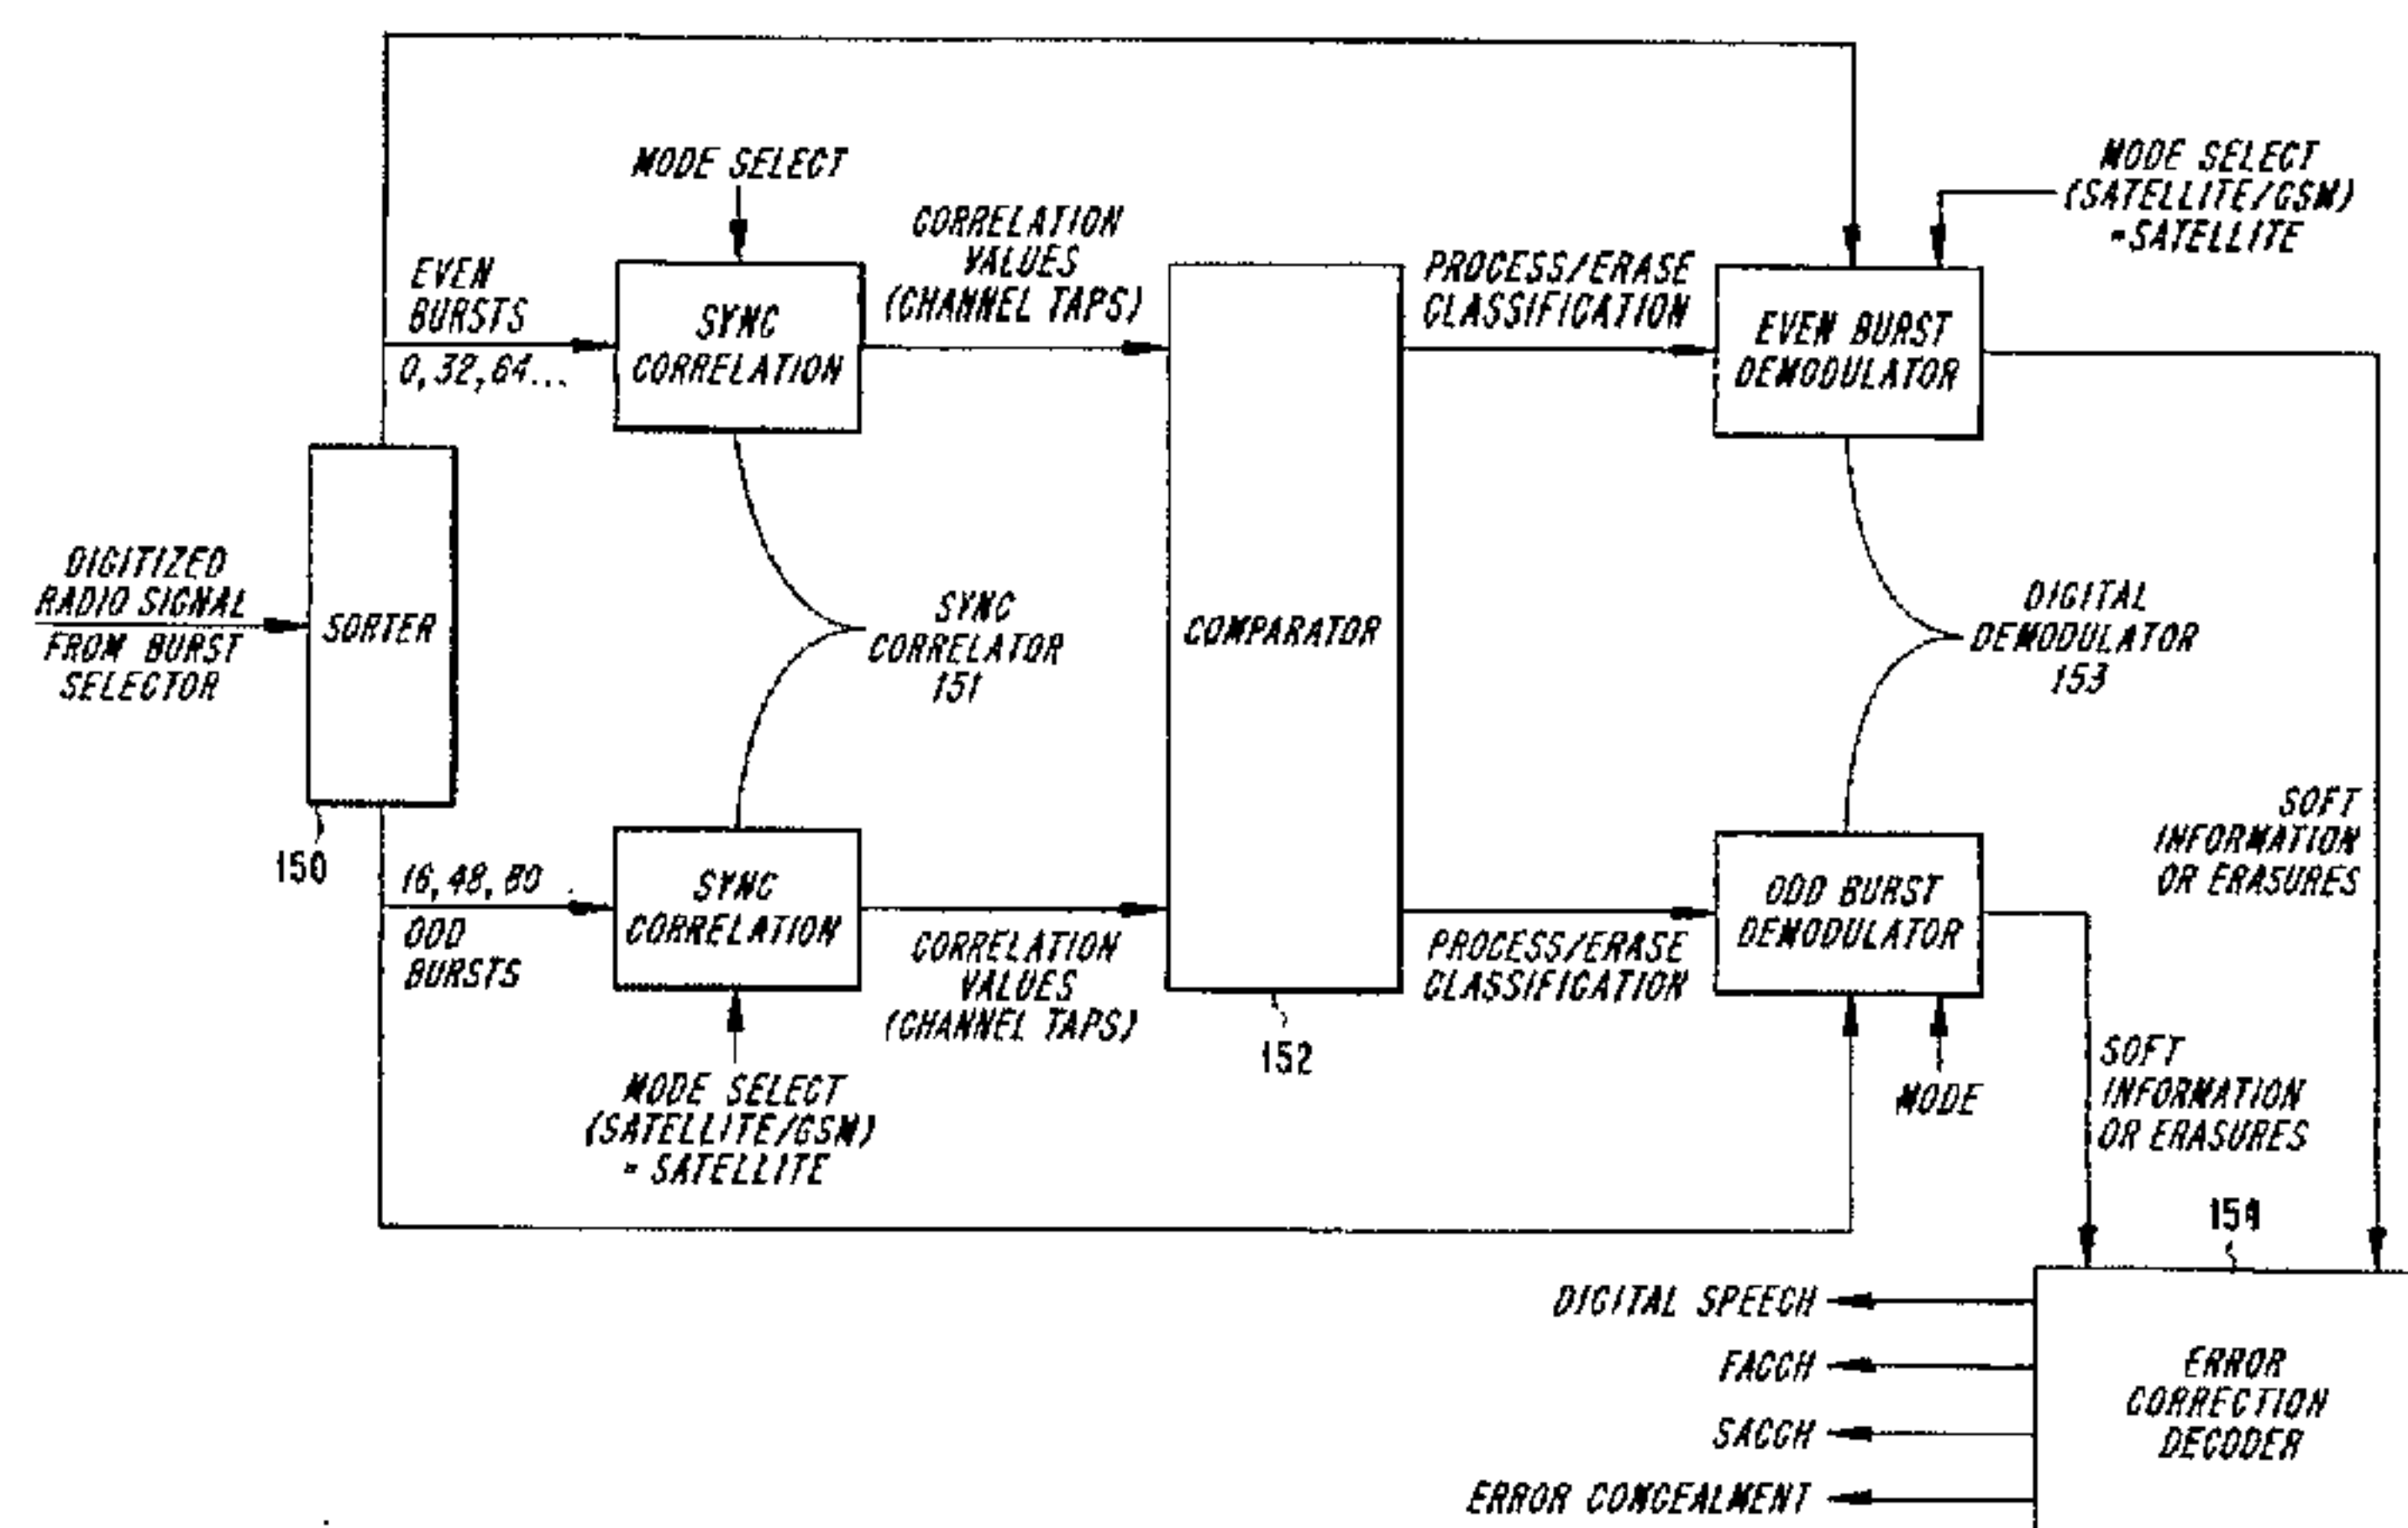 MODE SELECT
CORRELATION
VALUES
(CHANNEL TAPS)
EVEN
BURSTS
0, 32, 64...
SYNC
CORRELATION
PROCESS/ERASE
CLASSIFICATION
MODE SELECT
(SATELLITE/GSM)
=SATELLITE
EVEN BURST
DEMODULATOR
DIGITIZED
RADIO SIGNAL
FROM BURST
SELECTOR
SORTER
150
SYNC
CORRELATOR
151
COMPARATOR
DIGITAL
DEMODULATOR
153
SOFT
INFORMATION
OR ERASURES
16, 48, 80
ODD
BURSTS
SYNC
CORRELATION
CORRELATION
VALUES
(CHANNEL TAPS)
MODE SELECT
(SATELLITE/GSM)
= SATELLITE
152
PROCESS/ERASE
CLASSIFICATION
ODD BURST
DEMODULATOR
MODE
SOFT
INFORMATION
OR ERASURES
154
ERROR
CORRECTION
DECODER
DIGITAL SPEECH
FACCH
SACCH
ERROR CONCEALMENT